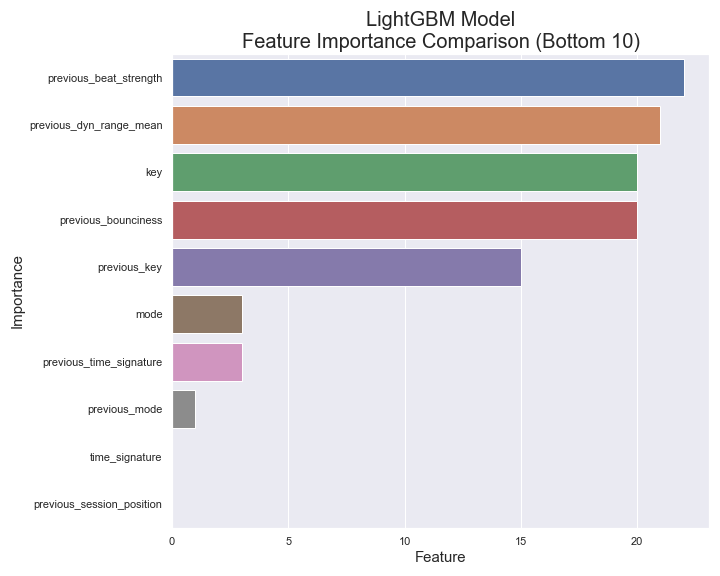 LightGBM Model
Feature Importance Comparison (Bottom 10)
previous_beat_strength
previous_dyn_range_mean
key
previous_bounciness
previous_key
mode
previous_time_signature
previous_mode
time_signature
previous_session_position
Importance
0 5 10 15 20
Feature